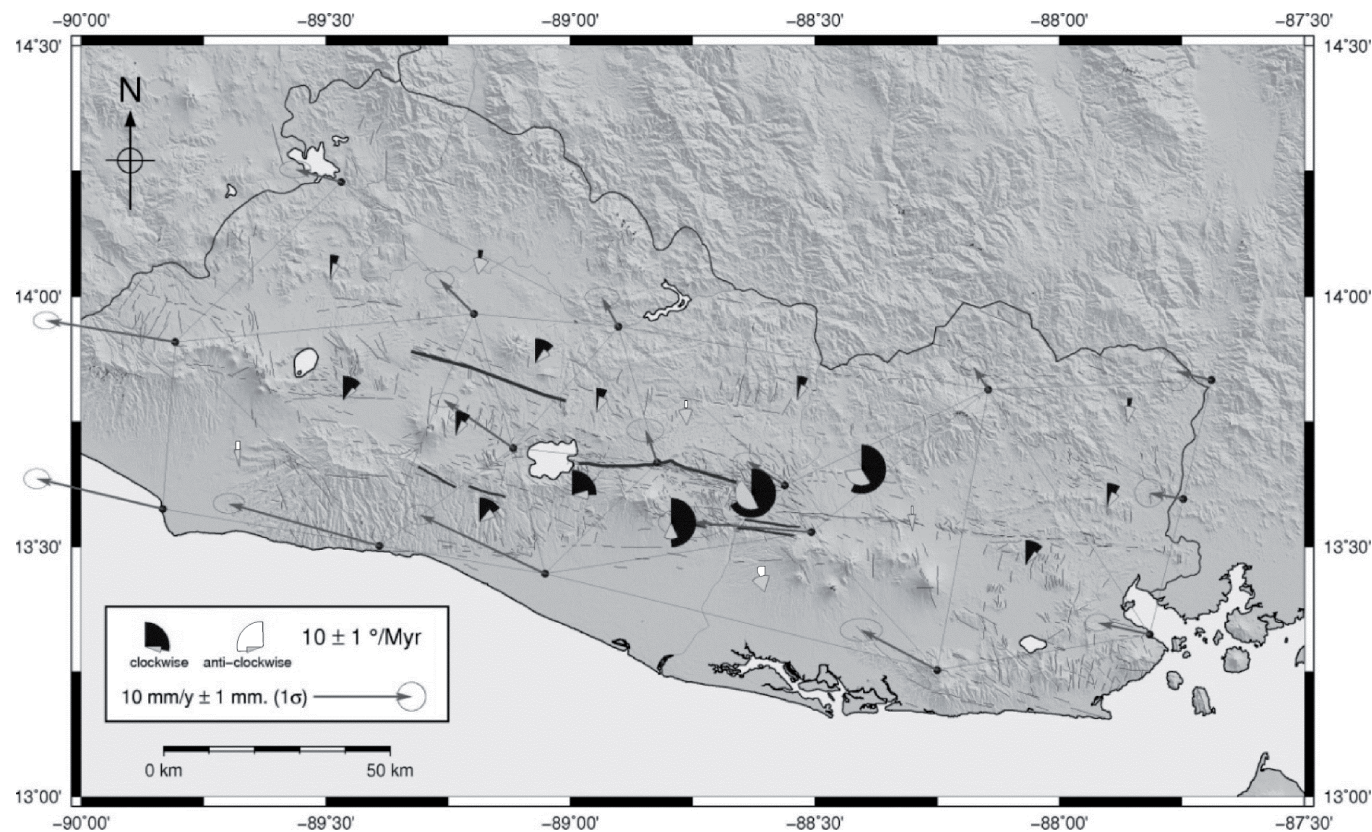 −90°00' −89°30' −89°00' −88°30' −88°00' −87°30'
14°30' 14°30'
N
14°00' 14°00'
13°30' 13°30'
10 ± 1 °/Myr
clockwise anti−clockwise
10 mm/y ± 1 mm. (1σ)
0 km 50 km
13°00' 13°00'
−90°00' −89°30' −89°00' −88°30' −88°00' −87°30'